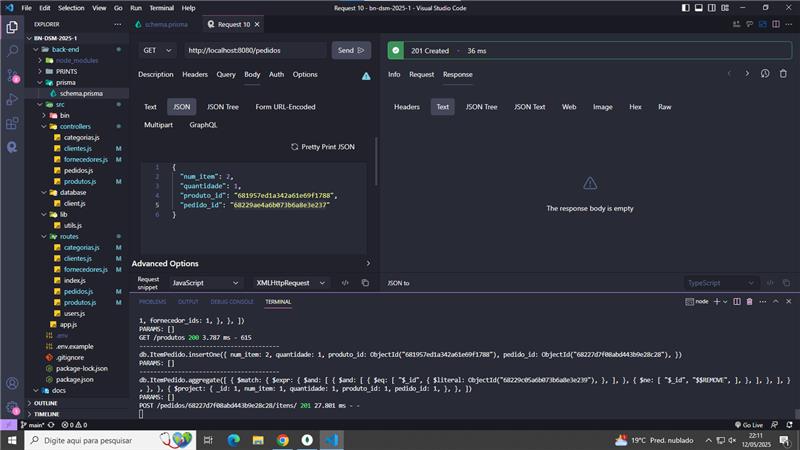 File Edit Selection View Go Run Terminal Help
Request 10 - bn-dsm-2025-1 - Visual Studio Code
EXPLORER
BN-DSM-2025-1
back-end
node_modules
PRINTS
prisma
schema.prisma
src
bin
controllers
categorias.js
clientes.js M
fornecedores.js M
pedidos.js
produtos.js M
database
client.js
lib
utils.js
routes
categorias.js M
clientes.js M
fornecedores.js M
index.js
pedidos.js M
produtos.js M
users.js
app.js
.env
.env.example
.gitignore
package-lock.json
package.json
docs
OUTLINE
TIMELINE
schema.prisma
Request 10
GET
http://localhost:8080/pedidos
Send
Description Headers Query Body Auth Options
Text JSON JSON Tree Form URL-Encoded
Multipart GraphQL
Pretty Print JSON
1 {
2 "num_item": 2,
3 "quantidade": 1,
4 "produto_id": "681957ed1a342a61e69f1788",
5 "pedido_id": "68229ae4a6b073b6a8e3e237"
6 }
Advanced Options
Request snippet
JavaScript
XMLHttpRequest
201 Created • 36 ms
Info Request Response
Headers Text JSON Tree JSON Text Web Image Hex Raw
The response body is empty
JSON to
TypeScript
PROBLEMS OUTPUT DEBUG CONSOLE TERMINAL
node
1, fornecedor_ids: 1, }, }, ])
PARAMS: []
GET /produtos 200 3.787 ms - 615
----------------------------------------
db.ItemPedido.insertOne({ num_item: 2, quantidade: 1, produto_id: ObjectId("681957ed1a342a61e69f1788"), pedido_id: ObjectId("68227d7f08abd443b9e28c28"), })
PARAMS: []
----------------------------------------
db.ItemPedido.aggregate([ { $match: { $expr: { $and: [ { $and: [ { $eq: [ "$_id", { $literal: ObjectId("68229c05a6b073b6a8e3e239"), }, ], }, { $ne: [ "$_id", "$$REMOVE", ], }, ], }, ], }, }, }, { $project: { _id: 1, num_item: 1, quantidade: 1, produto_id: 1, pedido_id: 1, }, }, ])
PARAMS: []
POST /pedidos/68227d7f08abd443b9e28c28/itens/ 201 27.801 ms - -
main*
0 0
Go Live
Digite aqui para pesquisar
19°C Pred. nublado
22:11
12/05/2025